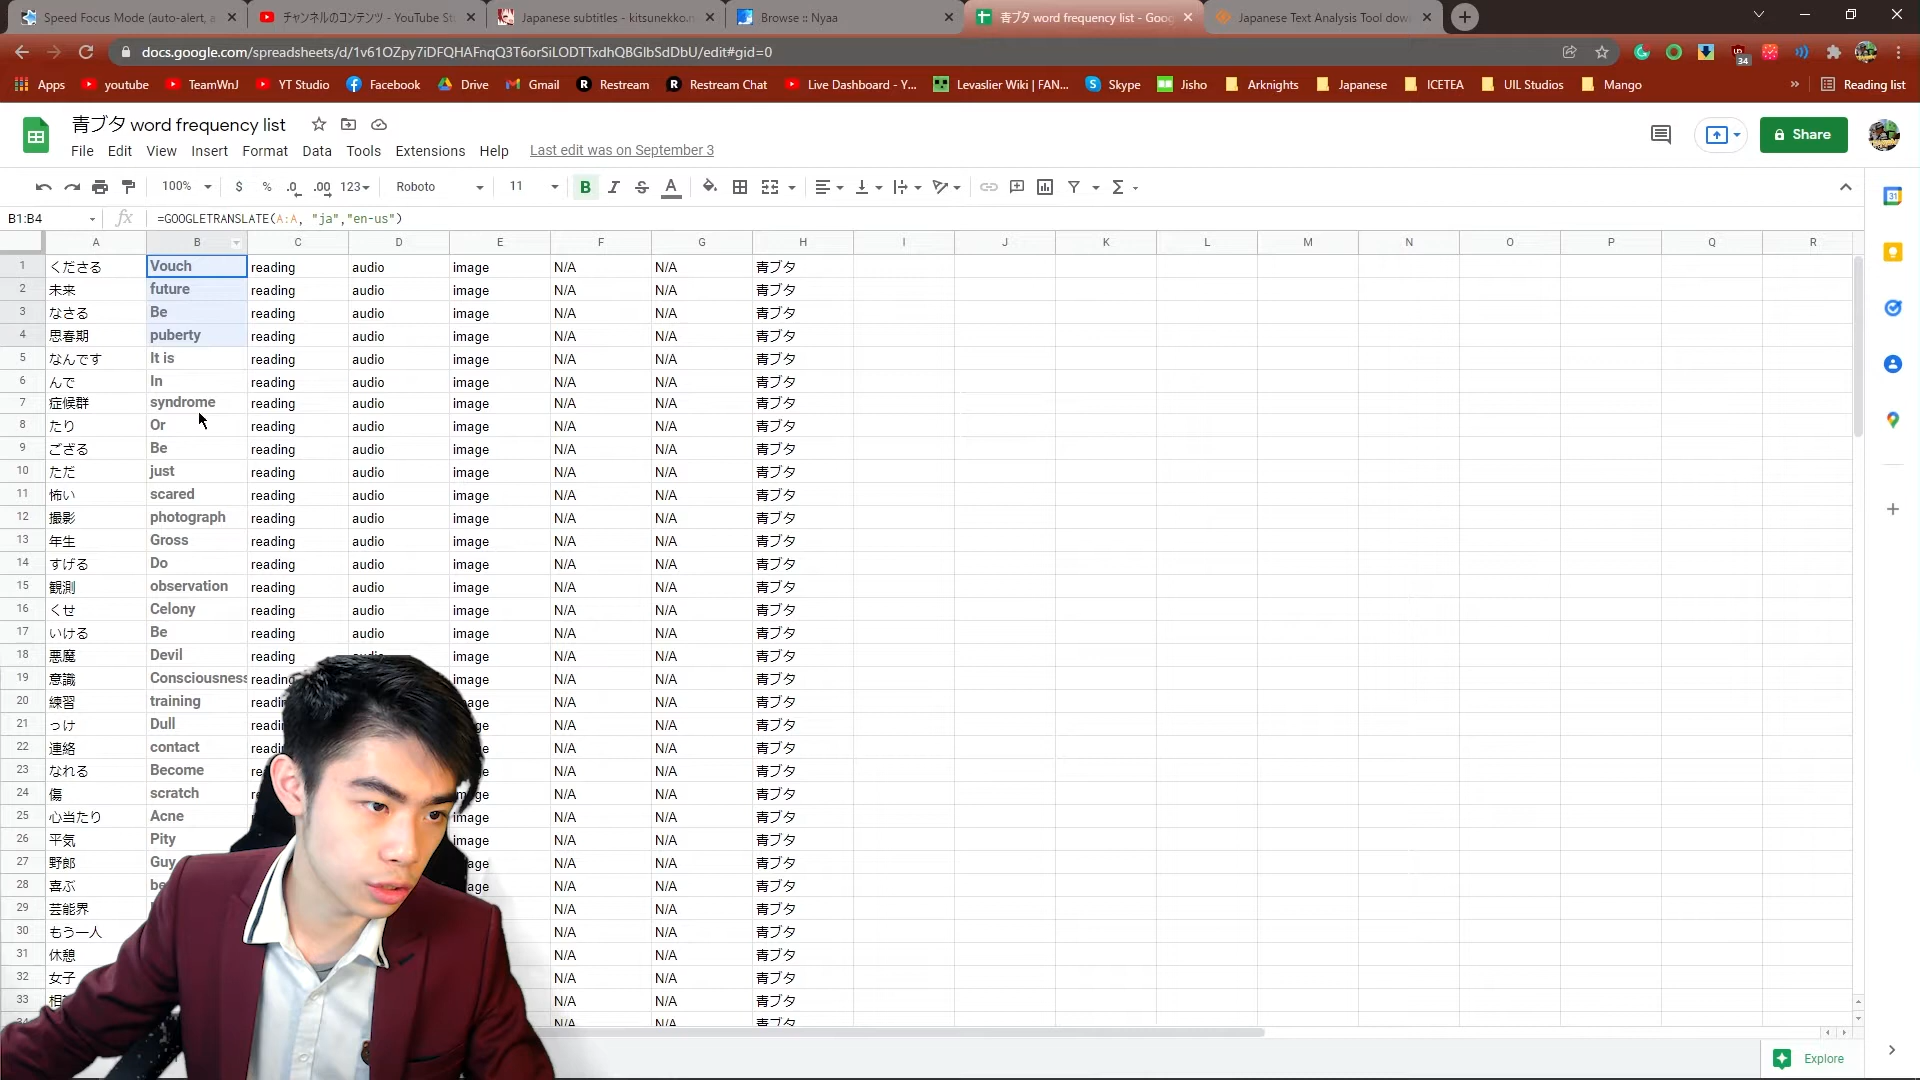 Speed Focus Mode (auto-alert, a
チャンネルのコンテンツ - YouTube St
Japanese subtitles - kitsunekko.n
Browse :: Nyaa
青ブタ word frequency list - Goog
Japanese Text Analysis Tool dow
docs.google.com/spreadsheets/d/1v61OZpy7iDFQHAFnqQ3T6orSiLODTTxdhQBGlbSdDbU/edit#gid=0
34
Apps youtube TeamWnJ YT Studio Facebook Drive Gmail Restream Restream Chat Live Dashboard - Y... Levaslier Wiki | FAN... Skype Jisho Arknights Japanese ICETEA UIL Studios Mango » Reading list
青ブタ word frequency list
Share
File Edit View Insert Format Data Tools Extensions Help Last edit was on September 3
100% $ % .0 .00 123 Roboto 11 B I S A
B1:B4 fx =GOOGLETRANSLATE(A:A, "ja","en-us")
A B C D E F G H I J K L M N O P Q R
1 くださる Vouch reading audio image N/A N/A 青ブタ
2 未来 future reading audio image N/A N/A 青ブタ
3 なさる Be reading audio image N/A N/A 青ブタ
4 思春期 puberty reading audio image N/A N/A 青ブタ
5 なんです It is reading audio image N/A N/A 青ブタ
6 んで In reading audio image N/A N/A 青ブタ
7 症候群 syndrome reading audio image N/A N/A 青ブタ
8 たり Or reading audio image N/A N/A 青ブタ
9 ござる Be reading audio image N/A N/A 青ブタ
10 ただ just reading audio image N/A N/A 青ブタ
11 怖い scared reading audio image N/A N/A 青ブタ
12 撮影 photograph reading audio image N/A N/A 青ブタ
13 年生 Gross reading audio image N/A N/A 青ブタ
14 すげる Do reading audio image N/A N/A 青ブタ
15 観測 observation reading audio image N/A N/A 青ブタ
16 くせ Celony reading audio image N/A N/A 青ブタ
17 いける Be reading audio image N/A N/A 青ブタ
18 悪魔 Devil reading audio image N/A N/A 青ブタ
19 意識 Consciousness reading image N/A N/A 青ブタ
20 練習 training readi age N/A N/A 青ブタ
21 っけ Dull readi e N/A N/A 青ブタ
22 連絡 contact readi e N/A N/A 青ブタ
23 なれる Become re e N/A N/A 青ブタ
24 傷 scratch image N/A N/A 青ブタ
25 心当たり Acne image N/A N/A 青ブタ
26 平気 Pity image N/A N/A 青ブタ
27 野郎 Guy age N/A N/A 青ブタ
28 喜ぶ be age N/A N/A 青ブタ
29 芸能界 N/A N/A 青ブタ
30 もう一人 N/A N/A 青ブタ
31 休憩 N/A N/A 青ブタ
32 女子 N/A N/A 青ブタ
33 相 N/A N/A 青ブタ
34 N/A N/A 青ブタ
Explore